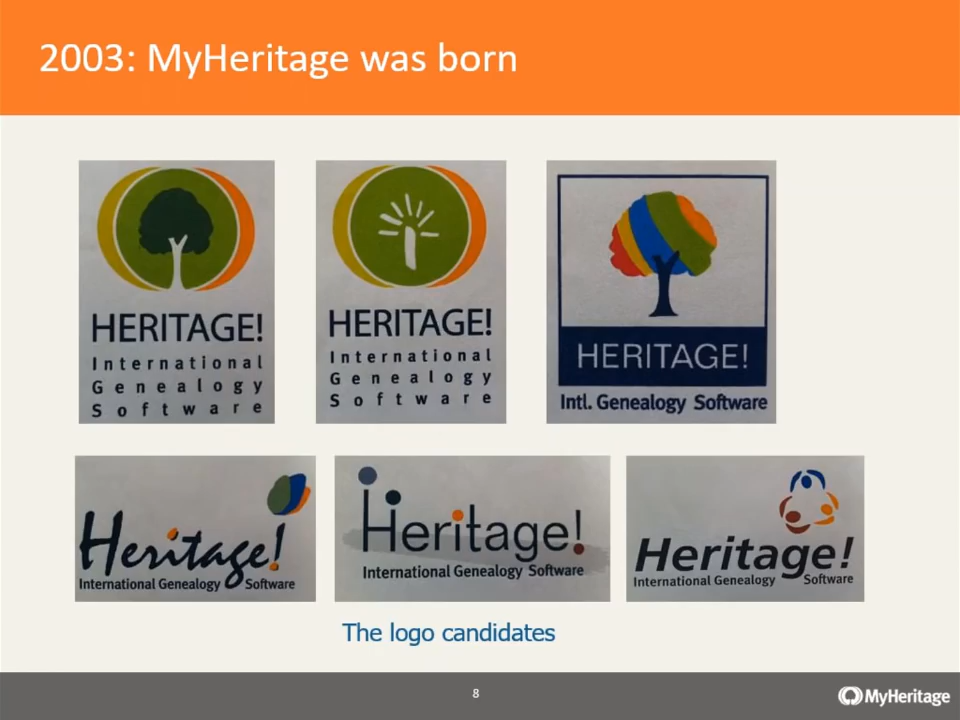 2003: MyHeritage was born
HERITAGE!
International
Genealogy
Software
HERITAGE!
International
Genealogy
Software
HERITAGE!
Intl. Genealogy Software
Heritage!
International Genealogy Software
Heritage!
International Genealogy Software
Heritage!
International Genealogy Software
The logo candidates
8
MyHeritage